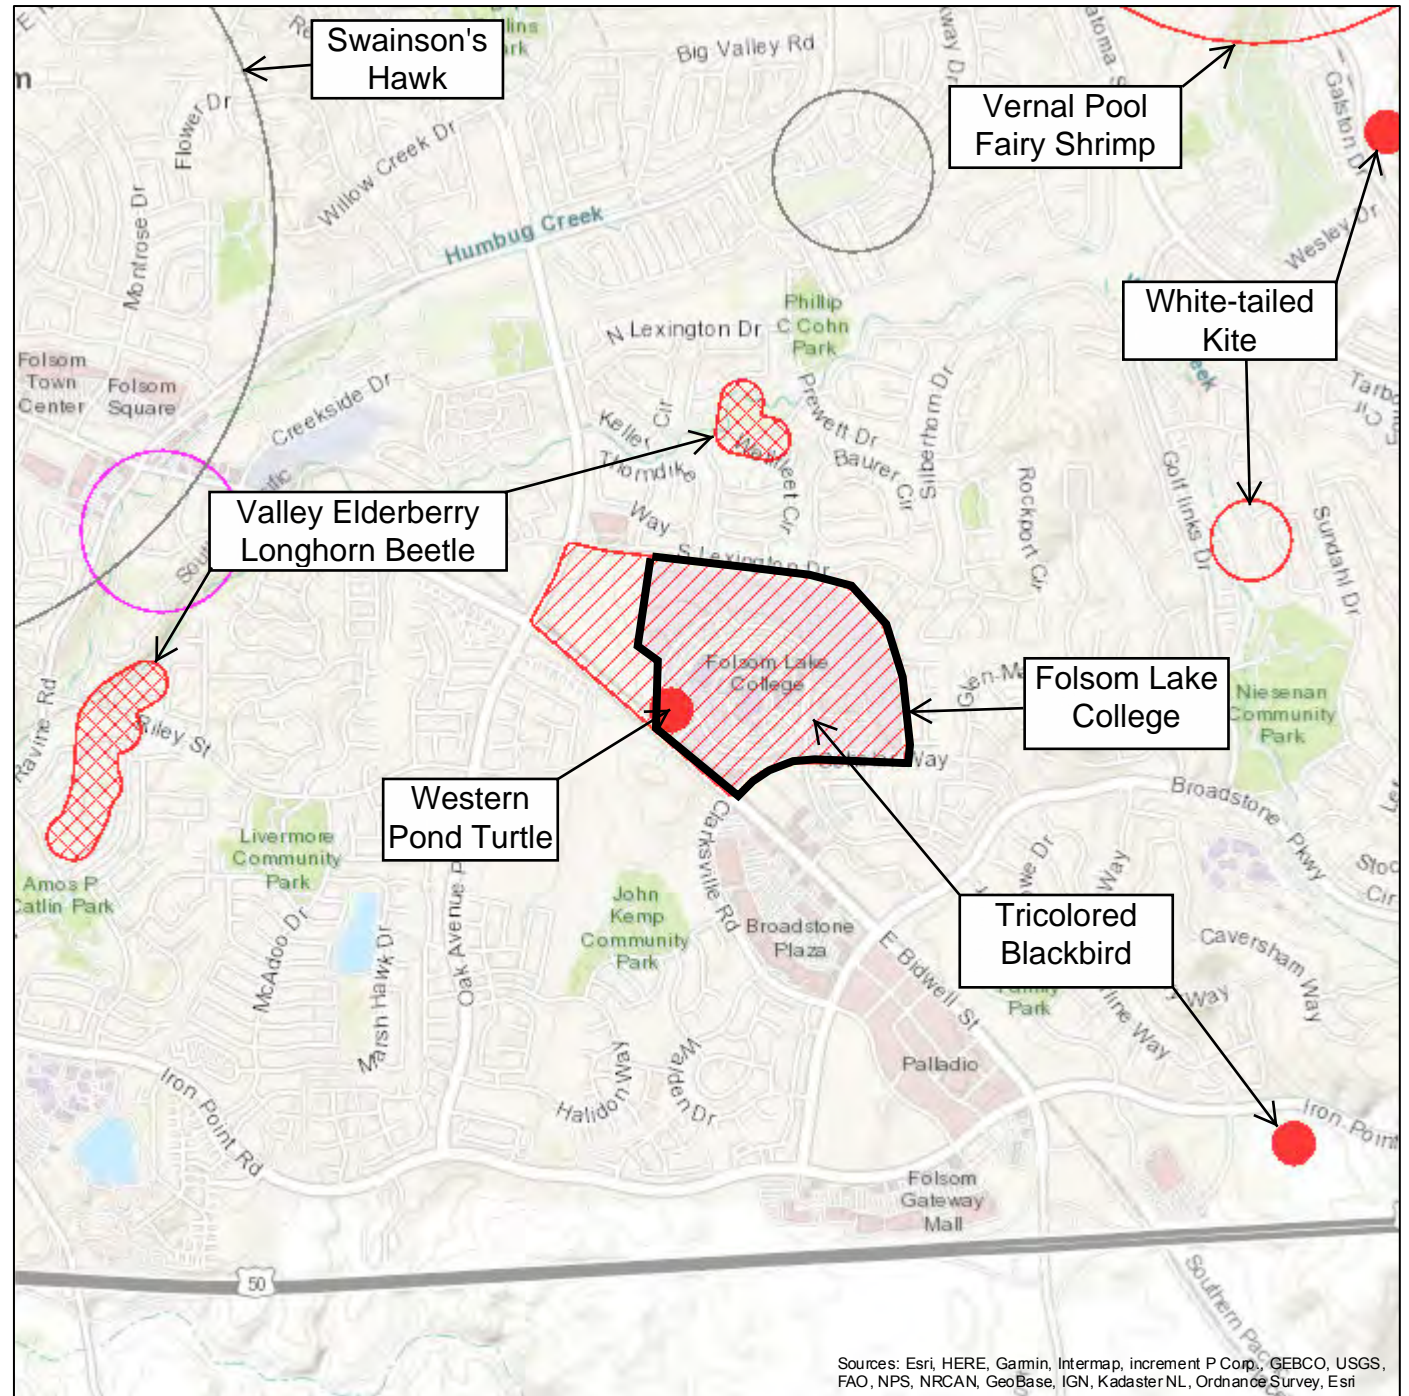 Swainson's
Hawk
Big Valley Rd
Vernal Pool
Fairy Shrimp
Galston Dr
Flower Dr
Willow Creek Dr
Montrose Dr
Humbug Creek
Wesley Dr
White-tailed
Kite
Phillip
C Cohn
Park
N Lexington Dr
Folsom
Town
Center
Folsom
Square
Creekside Dr
Prewett Dr
Baurer Cir
Silberhorn Dr
Rockport Cir
Golf links Dr
Sundahl Dr
Thorndike
Way
Valley Elderberry
Longhorn Beetle
S Lexington Dr
Folsom Lake
College
Folsom Lake
College
Niesenan
Community
Park
Ravine Rd
Riley St
Way
Western
Pond Turtle
Broadstone Pkwy
Livermore
Community
Park
Amos P
Catlin Park
McAdoo Dr
Marsh Hawk Dr
Oak Avenue P
John
Kemp
Community
Park
Clarksville Rd
Broadstone
Plaza
E Bidwell St
Tricolored
Blackbird
Park
Way
Caversham Way
Way
Palladio
Halidon Way
Walden Dr
Iron Point Rd
Iron Point
Folsom
Gateway
Mall
50
Sources: Esri, HERE, Garmin, Intermap, increment P Corp., GEBCO, USGS,
FAO, NPS, NRCAN, GeoBase, IGN, Kadaster NL, Ordnance Survey, Esri